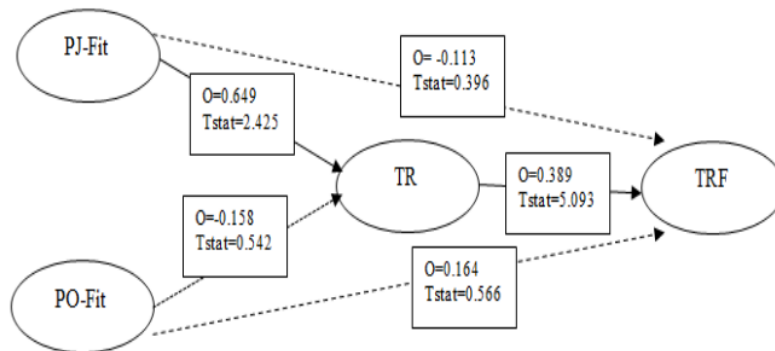 PJ-Fit
O= -0.113
Tstat=0.396
O=0.649
Tstat=2.425
TR
O=0.389
Tstat=5.093
TRF
O=-0.158
Tstat=0.542
O=0.164
Tstat=0.566
PO-Fit